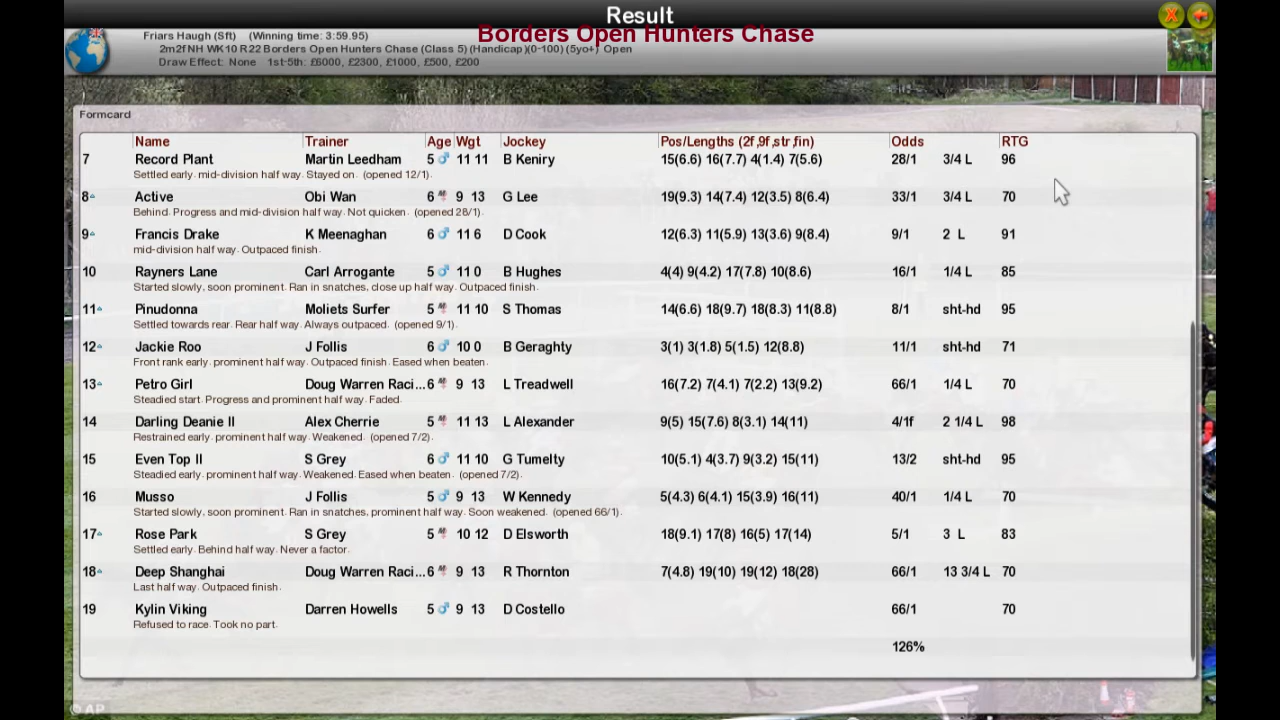 Result
Borders Open Hunters Chase
Friars Haugh (Sft) (Winning time: 3:59.95)
2m2f NH WK10 R22 Borders Open Hunters Chase (Class 5) (Handicap)(0-100) (5yo+) Open
Draw Effect: None 1st-5th: £6000, £2300, £1000, £500, £200
Formcard
Name Trainer Age Wgt Jockey Pos/Lengths (2f,9f,str,fin) Odds RTG
7 Record Plant Martin Leedham 5 11 11 B Keniry 15(6.6) 16(7.7) 4(1.4) 7(5.6) 28/1 3/4 L 96
Settled early. mid-division half way. Stayed on. (opened 12/1).
8 Active Obi Wan 6 9 13 G Lee 19(9.3) 14(7.4) 12(3.5) 8(6.4) 33/1 3/4 L 70
Behind. Progress and mid-division half way. Not quicken. (opened 28/1).
9 Francis Drake K Meenaghan 6 11 6 D Cook 12(6.3) 11(5.9) 13(3.6) 9(8.4) 9/1 2 L 91
mid-division half way. Outpaced finish.
10 Rayners Lane Carl Arrogante 5 11 0 B Hughes 4(4) 9(4.2) 17(7.8) 10(8.6) 16/1 1/4 L 85
Started slowly, soon prominent. Ran in snatches, close up half way. Outpaced finish.
11 Pinudonna Moliets Surfer 5 11 10 S Thomas 14(6.6) 18(9.7) 18(8.3) 11(8.8) 8/1 sht-hd 95
Settled towards rear. Rear half way. Always outpaced. (opened 9/1).
12 Jackie Roo J Follis 6 10 0 B Geraghty 3(1) 3(1.8) 5(1.5) 12(8.8) 11/1 sht-hd 71
Front rank early. prominent half way. Outpaced finish. Eased when beaten.
13 Petro Girl Doug Warren Raci... 6 9 13 L Treadwell 16(7.2) 7(4.1) 7(2.2) 13(9.2) 66/1 1/4 L 70
Steadied start. Progress and prominent half way. Faded.
14 Darling Deanie II Alex Cherrie 5 11 13 L Alexander 9(5) 15(7.6) 8(3.1) 14(11) 4/1f 2 1/4 L 98
Restrained early. prominent half way. Weakened. (opened 7/2).
15 Even Top II S Grey 6 11 10 G Tumelty 10(5.1) 4(3.7) 9(3.2) 15(11) 13/2 sht-hd 95
Steadied early. prominent half way. Weakened. Eased when beaten. (opened 7/2).
16 Musso J Follis 5 9 13 W Kennedy 5(4.3) 6(4.1) 15(3.9) 16(11) 40/1 1/4 L 70
Started slowly, soon prominent. Ran in snatches, prominent half way. Soon weakened. (opened 66/1).
17 Rose Park S Grey 5 10 12 D Elsworth 18(9.1) 17(8) 16(5) 17(14) 5/1 3 L 83
Settled early. Behind half way. Never a factor.
18 Deep Shanghai Doug Warren Raci... 6 9 13 R Thornton 7(4.8) 19(10) 19(12) 18(28) 66/1 13 3/4 L 70
Last half way. Outpaced finish.
19 Kylin Viking Darren Howells 5 9 13 D Costello 66/1 70
Refused to race. Took no part.
126%
© AP